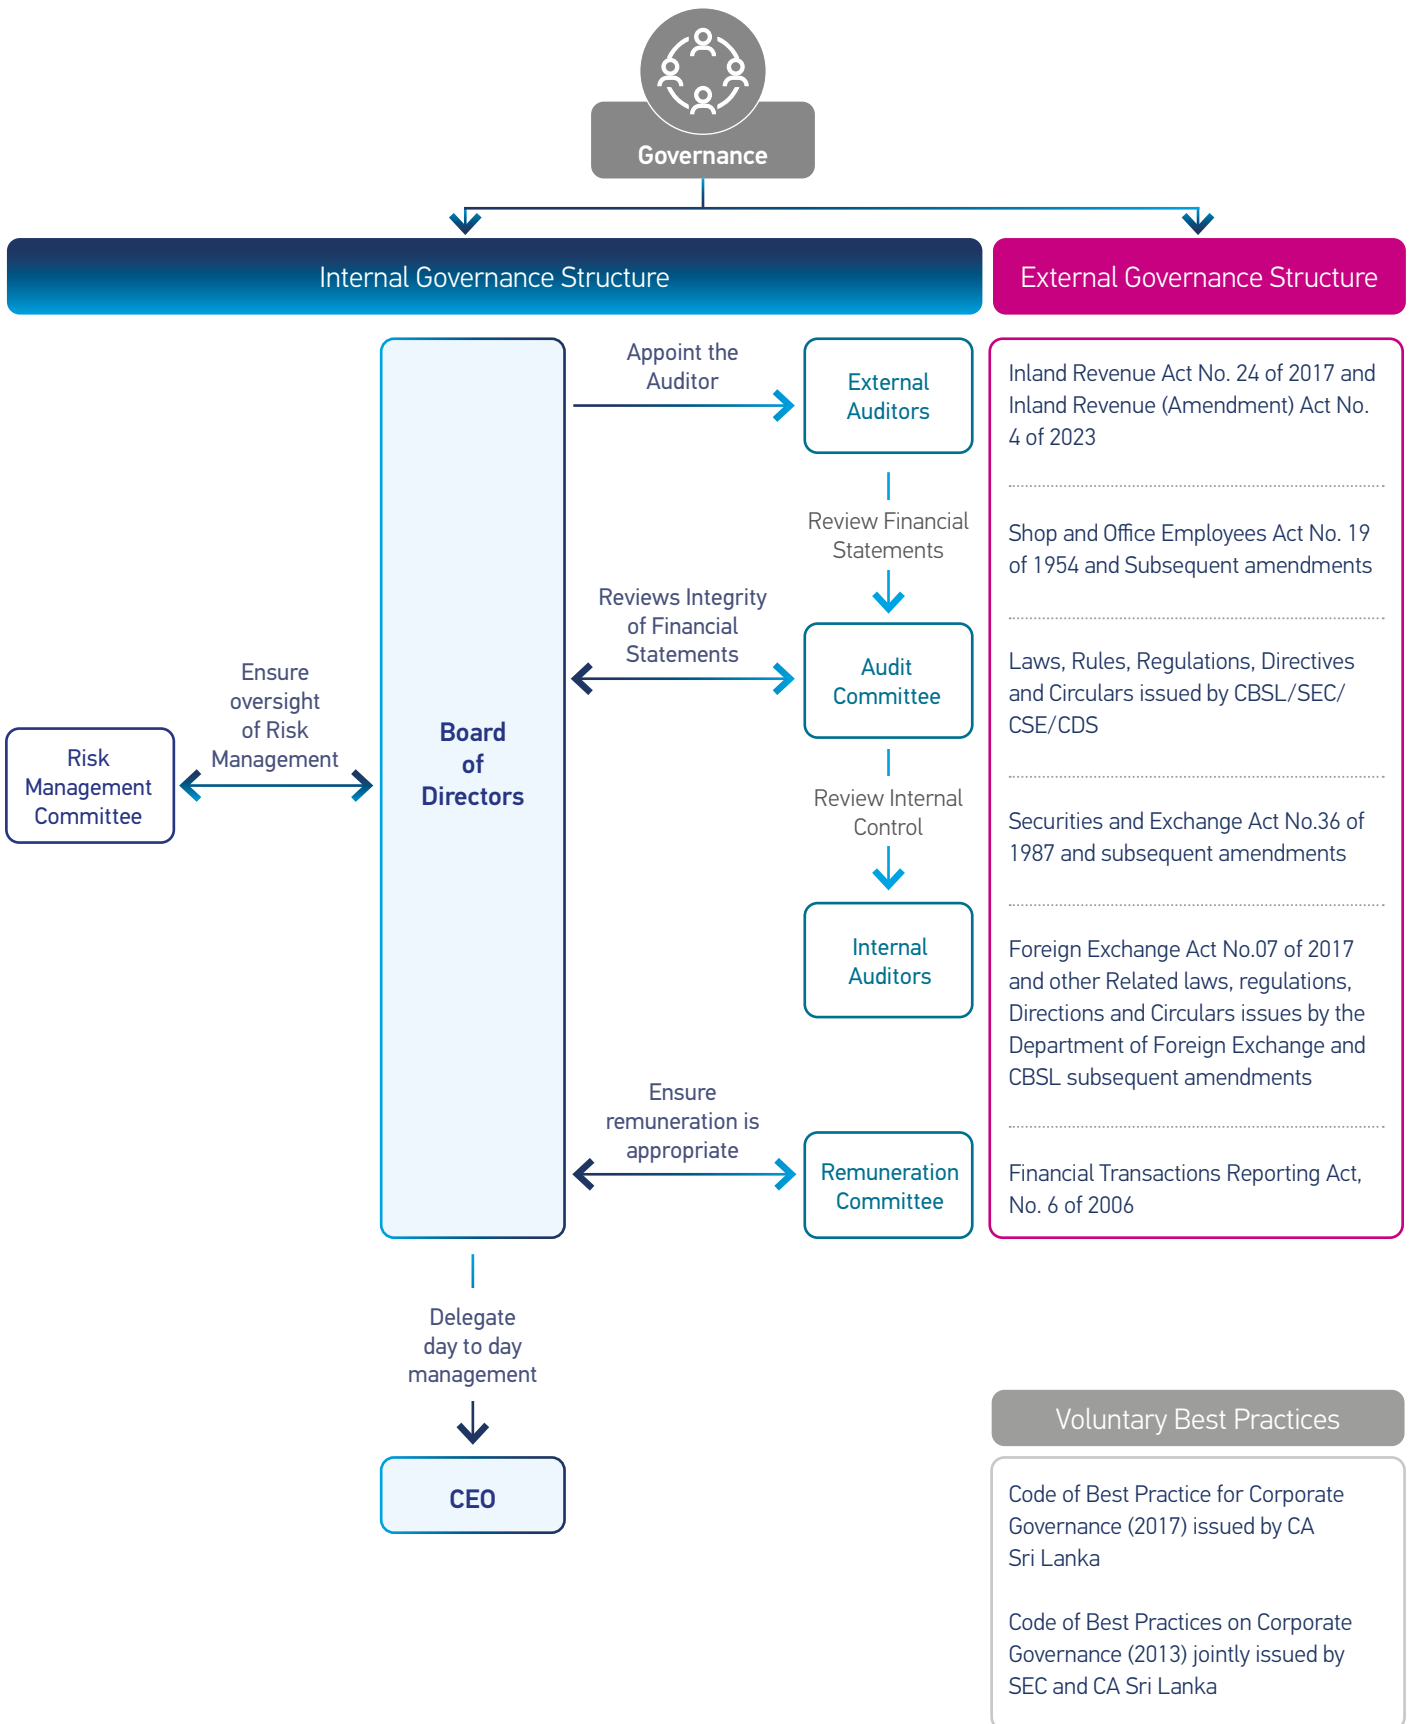 Governance
Internal Governance Structure
External Governance Structure
Risk
Management
Committee
Ensure
oversight
of Risk
Management
Board
of
Directors
Appoint the
Auditor
External
Auditors
Review Financial
Statements
Reviews Integrity
of Financial
Statements
Audit
Committee
Review Internal
Control
Internal
Auditors
Ensure
remuneration is
appropriate
Remuneration
Committee
Delegate
day to day
management
CEO
Inland Revenue Act No. 24 of 2017 and
Inland Revenue (Amendment) Act No.
4 of 2023
Shop and Office Employees Act No. 19
of 1954 and Subsequent amendments
Laws, Rules, Regulations, Directives
and Circulars issued by CBSL/SEC/
CSE/CDS
Securities and Exchange Act No.36 of
1987 and subsequent amendments
Foreign Exchange Act No.07 of 2017
and other Related laws, regulations,
Directions and Circulars issues by the
Department of Foreign Exchange and
CBSL subsequent amendments
Financial Transactions Reporting Act,
No. 6 of 2006
Voluntary Best Practices
Code of Best Practice for Corporate
Governance (2017) issued by CA
Sri Lanka
Code of Best Practices on Corporate
Governance (2013) jointly issued by
SEC and CA Sri Lanka